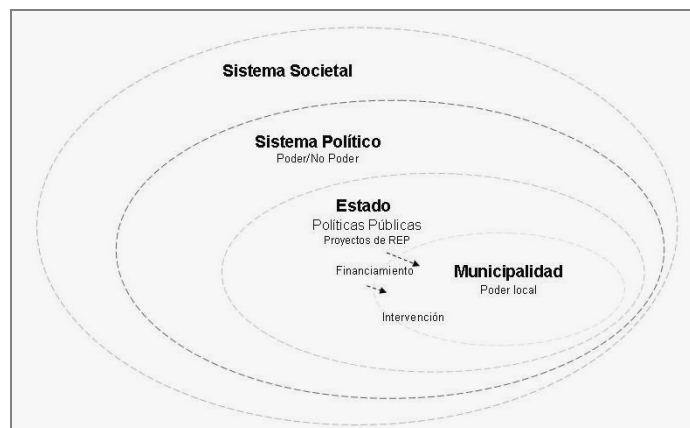 Sistema Societal
Sistema Político
Poder/No Poder
Estado
Políticas Públicas
Proyectos de REP
Financiamiento
Municipalidad
Poder local
Intervención